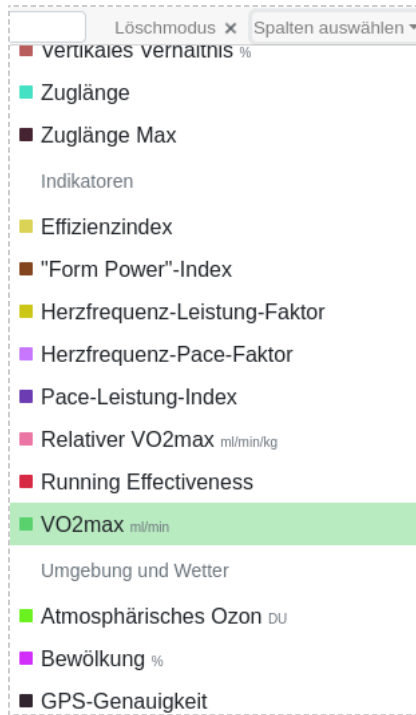 Löschmodus × Spalten auswählen
Vertikales Verhältnis %
Zuglänge
Zuglänge Max
Indikatoren
Effizienzindex
"Form Power"-Index
Herzfrequenz-Leistung-Faktor
Herzfrequenz-Pace-Faktor
Pace-Leistung-Index
Relativer VO2max ml/min/kg
Running Effectiveness
VO2max ml/min
Umgebung und Wetter
Atmosphärisches Ozon DU
Bewölkung %
GPS-Genauigkeit